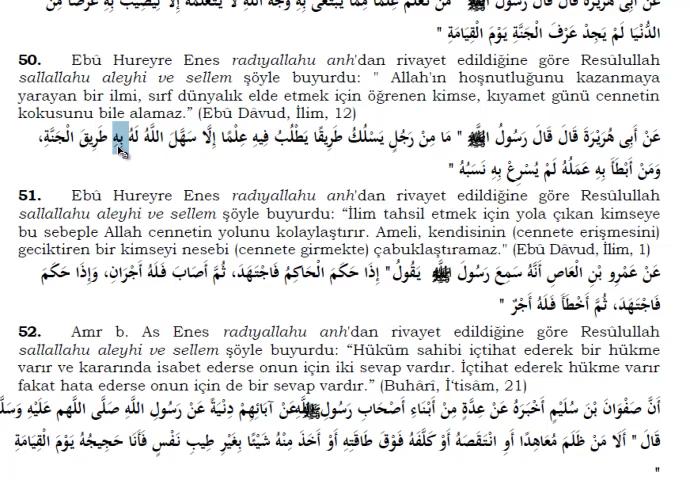 عَنْ أَبِي هُرَيْرَةَ قَالَ قَالَ رَسُولُ ﷺ " مَنْ تَعَلَّمَ عِلْمًا مِمَّا يُبْتَغَى بِهِ وَجْهُ اللَّهِ لَا يَتَعَلَّمُهُ إِلَّا لِيُصِيبَ بِهِ عَرَضًا مِنْ
الدُّنْيَا لَمْ يَجِدْ عَرْفَ الْجَنَّةِ يَوْمَ الْقِيَامَةِ "
50. Ebû Hureyre Enes radıyallahu anh'dan rivayet edildiğine göre Resûlullah
sallallahu aleyhi ve sellem şöyle buyurdu: " Allah'ın hoşnutluğunu kazanmaya
yarayan bir ilmi, sırf dünyalık elde etmek için öğrenen kimse, kıyamet günü cennetin
kokusunu bile alamaz.” (Ebû Dâvud, İlim, 12)
عَنْ أَبِي هُرَيْرَةَ قَالَ قَالَ رَسُولُ ﷺ " مَا مِنْ رَجُلٍ يَسْلُكُ طَرِيقًا يَطْلُبُ فِيهِ عِلْمًا إِلَّا سَهَّلَ اللَّهُ لَهُ بِهِ طَرِيقَ الْجَنَّةِ،
وَمَنْ أَبْطَأَ بِهِ عَمَلُهُ لَمْ يُسْرِعْ بِهِ نَسَبُهُ "
51. Ebû Hureyre Enes radıyallahu anh'dan rivayet edildiğine göre Resûlullah
sallallahu aleyhi ve sellem şöyle buyurdu: “İlim tahsil etmek için yola çıkan kimseye
bu sebeple Allah cennetin yolunu kolaylaştırır. Ameli, kendisinin (cennete erişmesini)
geciktiren bir kimseyi nesebi (cennete girmekte) çabuklaştıramaz." (Ebû Dâvud, İlim, 1)
عَنْ عَمْرِو بْنِ الْعَاصِ أَنَّهُ سَمِعَ رَسُولَ ﷺ يَقُولُ " إِذَا حَكَمَ الْحَاكِمُ فَاجْتَهَدَ، ثُمَّ أَصَابَ فَلَهُ أَجْرَانِ، وَإِذَا حَكَمَ
فَاجْتَهَدَ، ثُمَّ أَخْطَأَ فَلَهُ أَجْرٌ "
52. Amr b. As Enes radıyallahu anh'dan rivayet edildiğine göre Resûlullah
sallallahu aleyhi ve sellem şöyle buyurdu: “Hüküm sahibi içtihat ederek bir hükme
varır ve kararında isabet ederse onun için iki sevap vardır. İçtihat ederek hükme varır
fakat hata ederse onun için de bir sevap vardır.” (Buhârî, İ‘tisâm, 21)
أَنَّ صَفْوَانَ بْنَ سُلَيْمٍ أَخْبَرَهُ عَنْ عِدَّةٍ مِنْ أَبْنَاءِ أَصْحَابِ رَسُولِ ﷺ عَنْ آبَائِهِمْ دِنْيَةً عَنْ رَسُولِ اللَّهِ صَلَّى اللَّهم عَلَيْهِ وَسَلَّ
قَالَ " أَلَا مَنْ ظَلَمَ مُعَاهِدًا أَوِ انْتَقَصَهُ أَوْ كَلَّفَهُ فَوْقَ طَاقَتِهِ أَوْ أَخَذَ مِنْهُ شَيْئًا بِغَيْرِ طِيبِ نَفْسٍ فَأَنَا حَجِيجُهُ يَوْمَ الْقِيَامَةِ
"